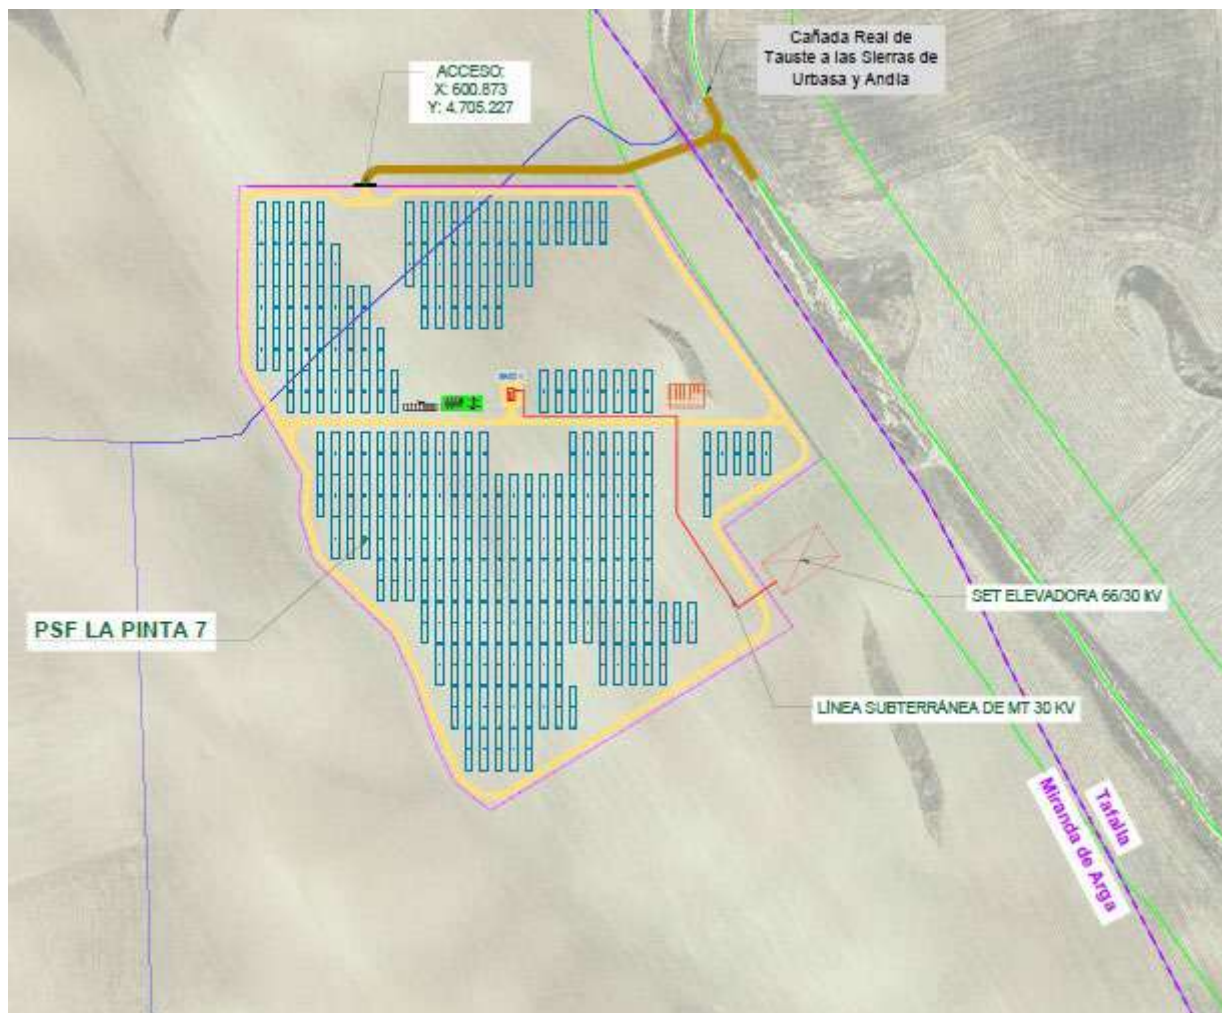 Cañada Real de
Tauste a las Sierras de
Urbasa y Andía
ACCESO:
X: 600.873
Y: 4.705.227
PSF LA PINTA 7
SET ELEVADORA 66/30 kV
LÍNEA SUBTERRÁNEA DE MT 30 KV
Tafalla
Miranda de Arga